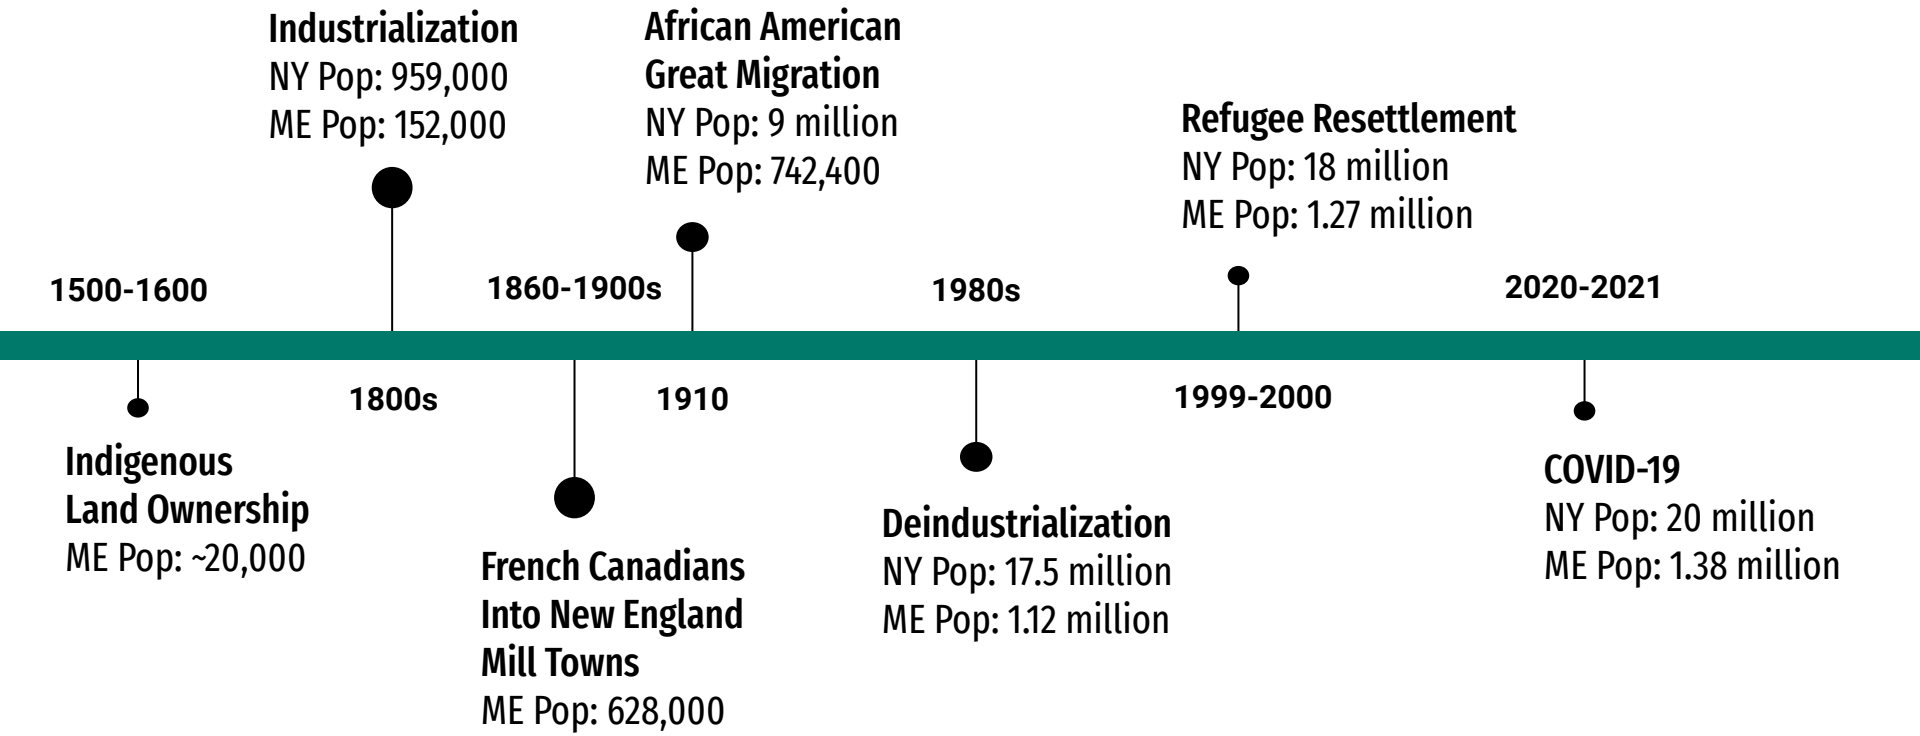 Industrialization
NY Pop: 959,000
ME Pop: 152,000
African American
Great Migration
NY Pop: 9 million
ME Pop: 742,400
Refugee Resettlement
NY Pop: 18 million
ME Pop: 1.27 million
1500-1600
1860-1900s
1980s
2020-2021
1800s
1910
1999-2000
Indigenous
Land Ownership
ME Pop: ~20,000
French Canadians
Into New England
Mill Towns
ME Pop: 628,000
Deindustrialization
NY Pop: 17.5 million
ME Pop: 1.12 million
COVID-19
NY Pop: 20 million
ME Pop: 1.38 million